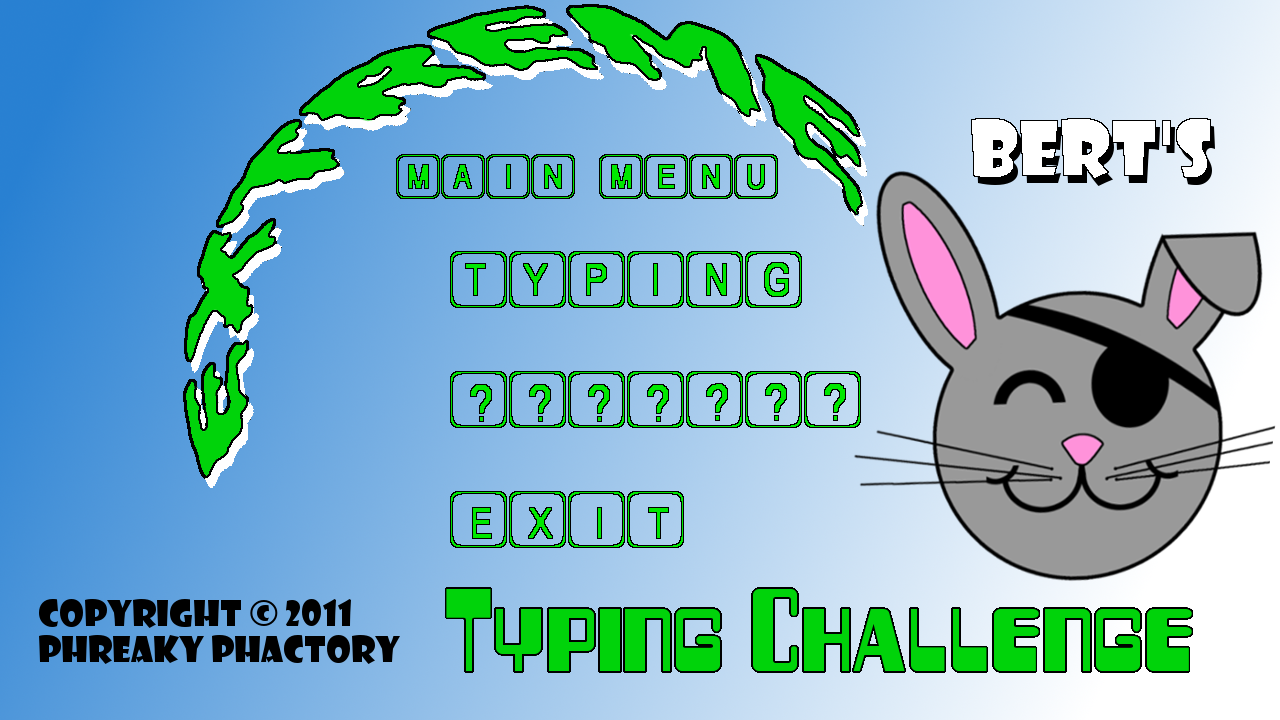 EXTREME
BERT'S
MAIN MENU
TYPING
???????
EXIT
TYPING CHALLENGE
COPYRIGHT © 2011
PHREAKY PHACTORY